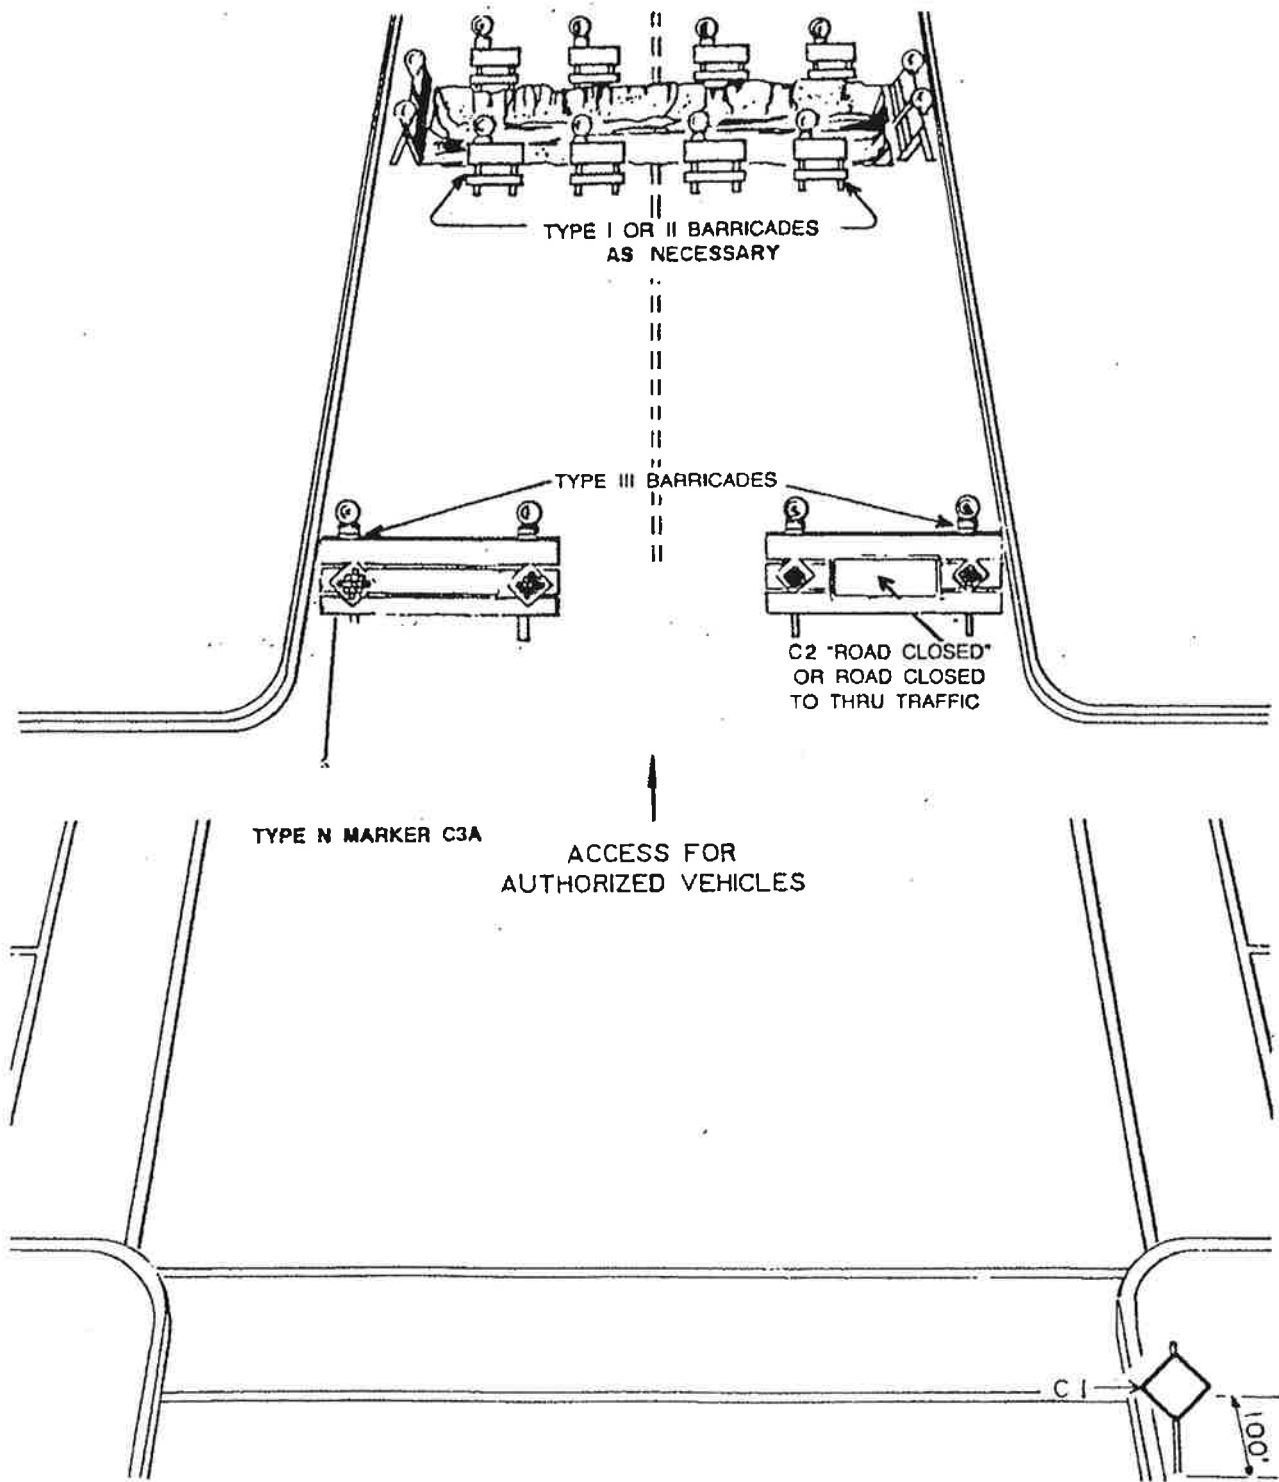 TYPE I OR II BARRICADES
AS NECESSARY
TYPE III BARRICADES
C2 "ROAD CLOSED"
OR ROAD CLOSED
TO THRU TRAFFIC
TYPE N MARKER C3A
ACCESS FOR
AUTHORIZED VEHICLES
C1
100'